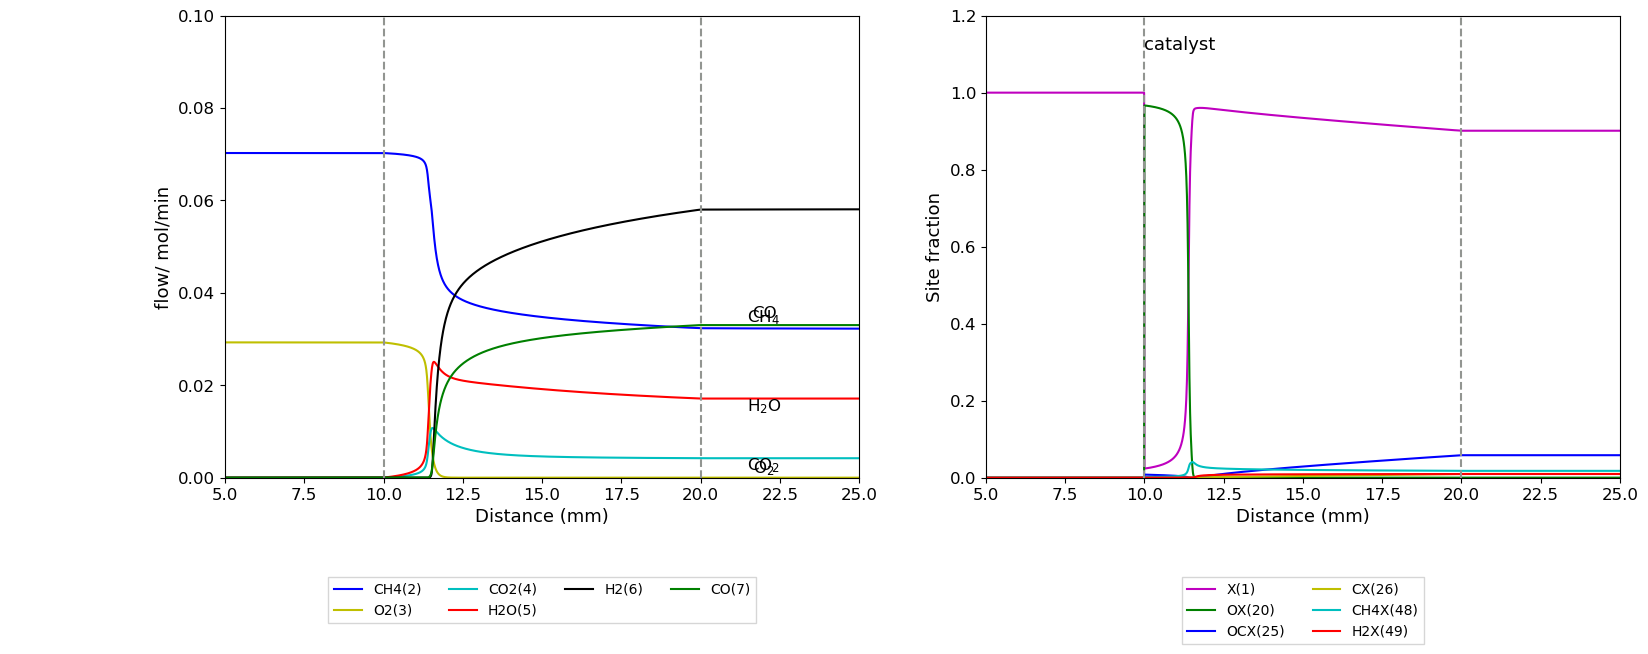 0.10
0.08
0.06
0.04
0.02
0.00
flow/ mol/min
CO
CH₄
H₂O
CO₂
O₂
5.0 7.5 10.0 12.5 15.0 17.5 20.0 22.5 25.0
Distance (mm)
CH4(2) CO2(4) H2(6) CO(7)
O2(3) H2O(5)
1.2
1.0
0.8
0.6
0.4
0.2
0.0
Site fraction
catalyst
5.0 7.5 10.0 12.5 15.0 17.5 20.0 22.5 25.0
Distance (mm)
X(1) CX(26)
OX(20) CH4X(48)
OCX(25) H2X(49)